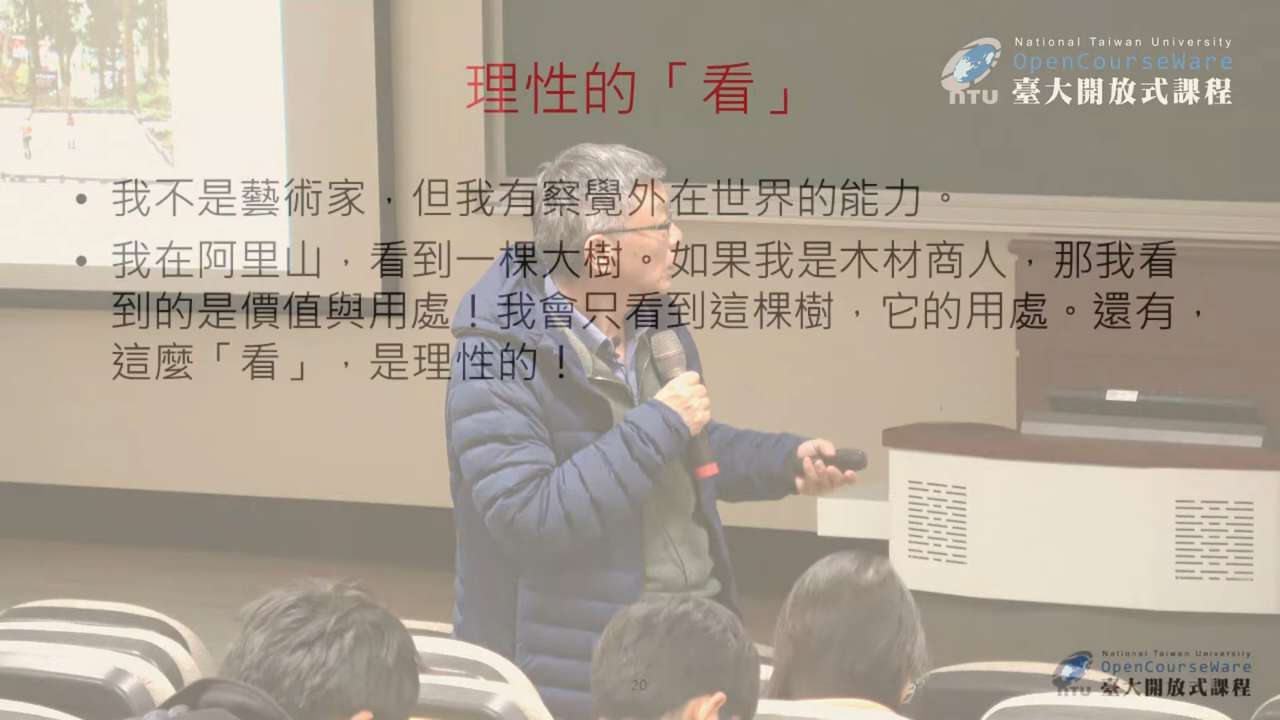 National Taiwan University
OpenCourseWare
NTU 臺大開放式課程
理性的「看」
• 我不是藝術家，但我有察覺外在世界的能力。
• 我在阿里山，看到一棵大樹。如果我是木材商人，那我看
到的是價值與用處！我會只看到這棵樹，它的用處。還有，
這麼「看」，是理性的！
20
National Taiwan University
OpenCourseWare
NTU 臺大開放式課程